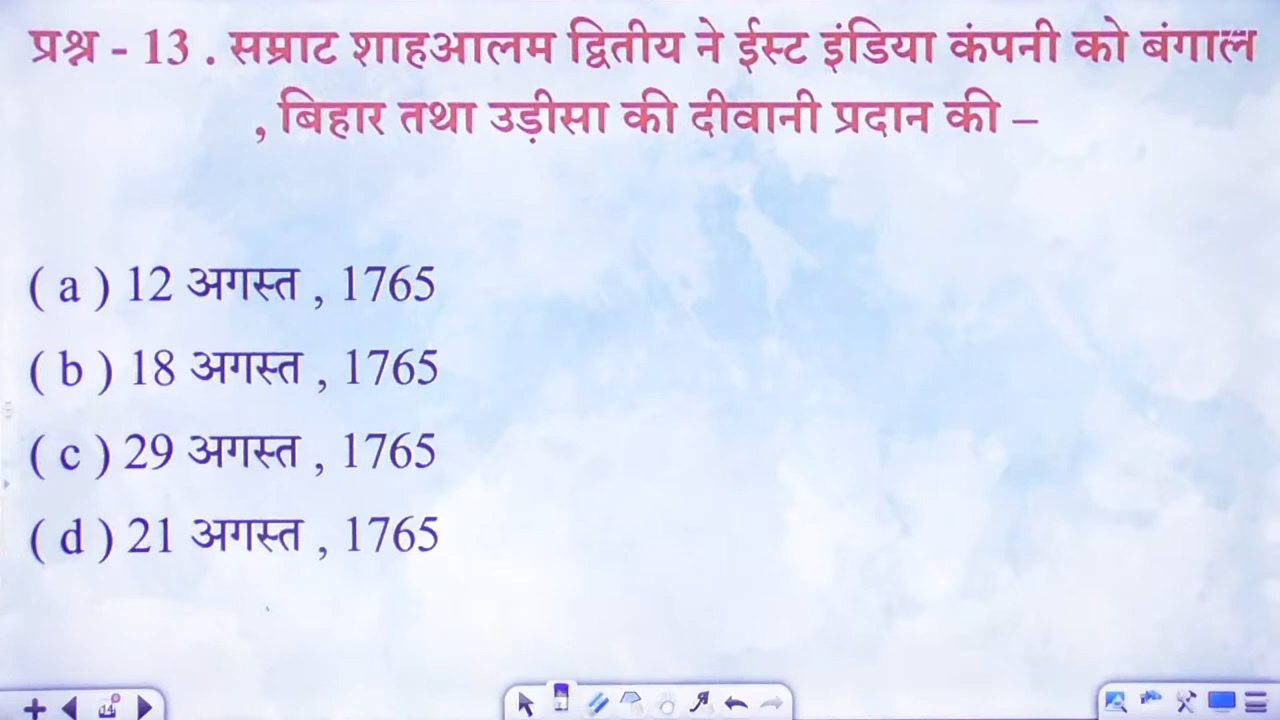 प्रश्न - 13 . सम्राट शाहआलम द्वितीय ने ईस्ट इंडिया कंपनी को बंगाल
, बिहार तथा उड़ीसा की दीवानी प्रदान की –
( a ) 12 अगस्त , 1765
( b ) 18 अगस्त , 1765
( c ) 29 अगस्त , 1765
( d ) 21 अगस्त , 1765
14